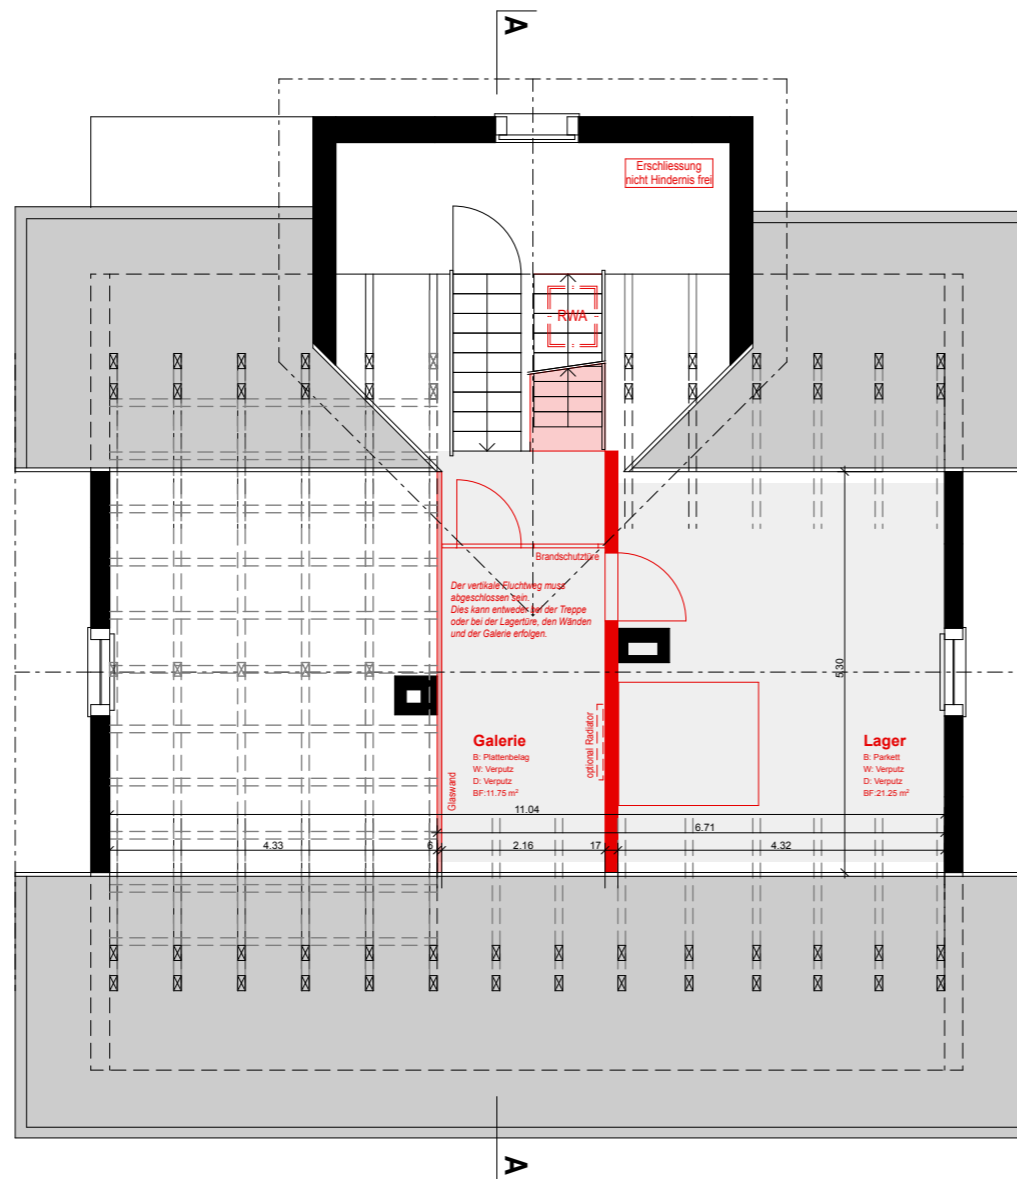 A
Erschliessung
nicht Hindernis frei
RWA
Brandschutztüre
Der vertikale Fluchtweg muss
abgeschlossen sein.
Dies kann entweder bei der Treppe
oder bei der Lagertüre, den Wänden
und der Galerie erfolgen.
5.30
optional Radiator
Glaswand
Galerie
B: Plattenbelag
W: Verputz
D: Verputz
BF:11.75 m²
Lager
B: Parkett
W: Verputz
D: Verputz
BF:21.25 m²
11.04
6.71
4.33
6
2.16
17
4.32
A